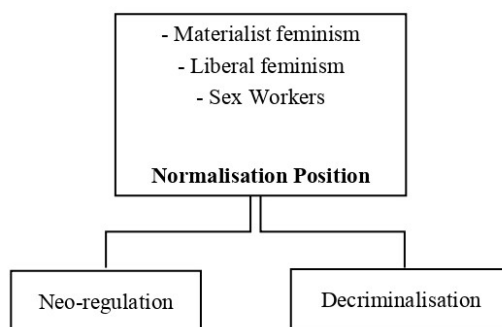 - Materialist feminism
- Liberal feminism
- Sex Workers
Normalisation Position
Neo-regulation
Decriminalisation